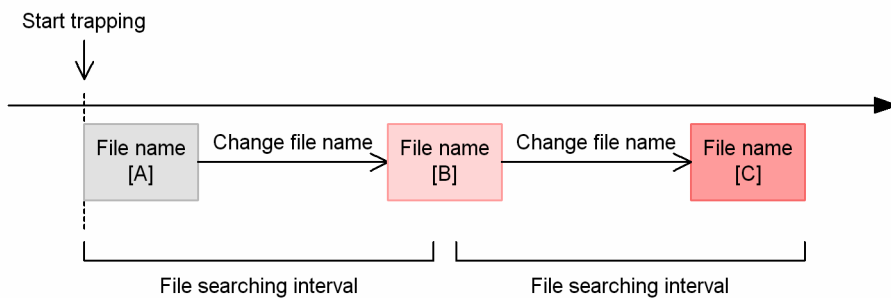 Start trapping
File name
[A]
Change file name
File name
[B]
Change file name
File name
[C]
File searching interval
File searching interval